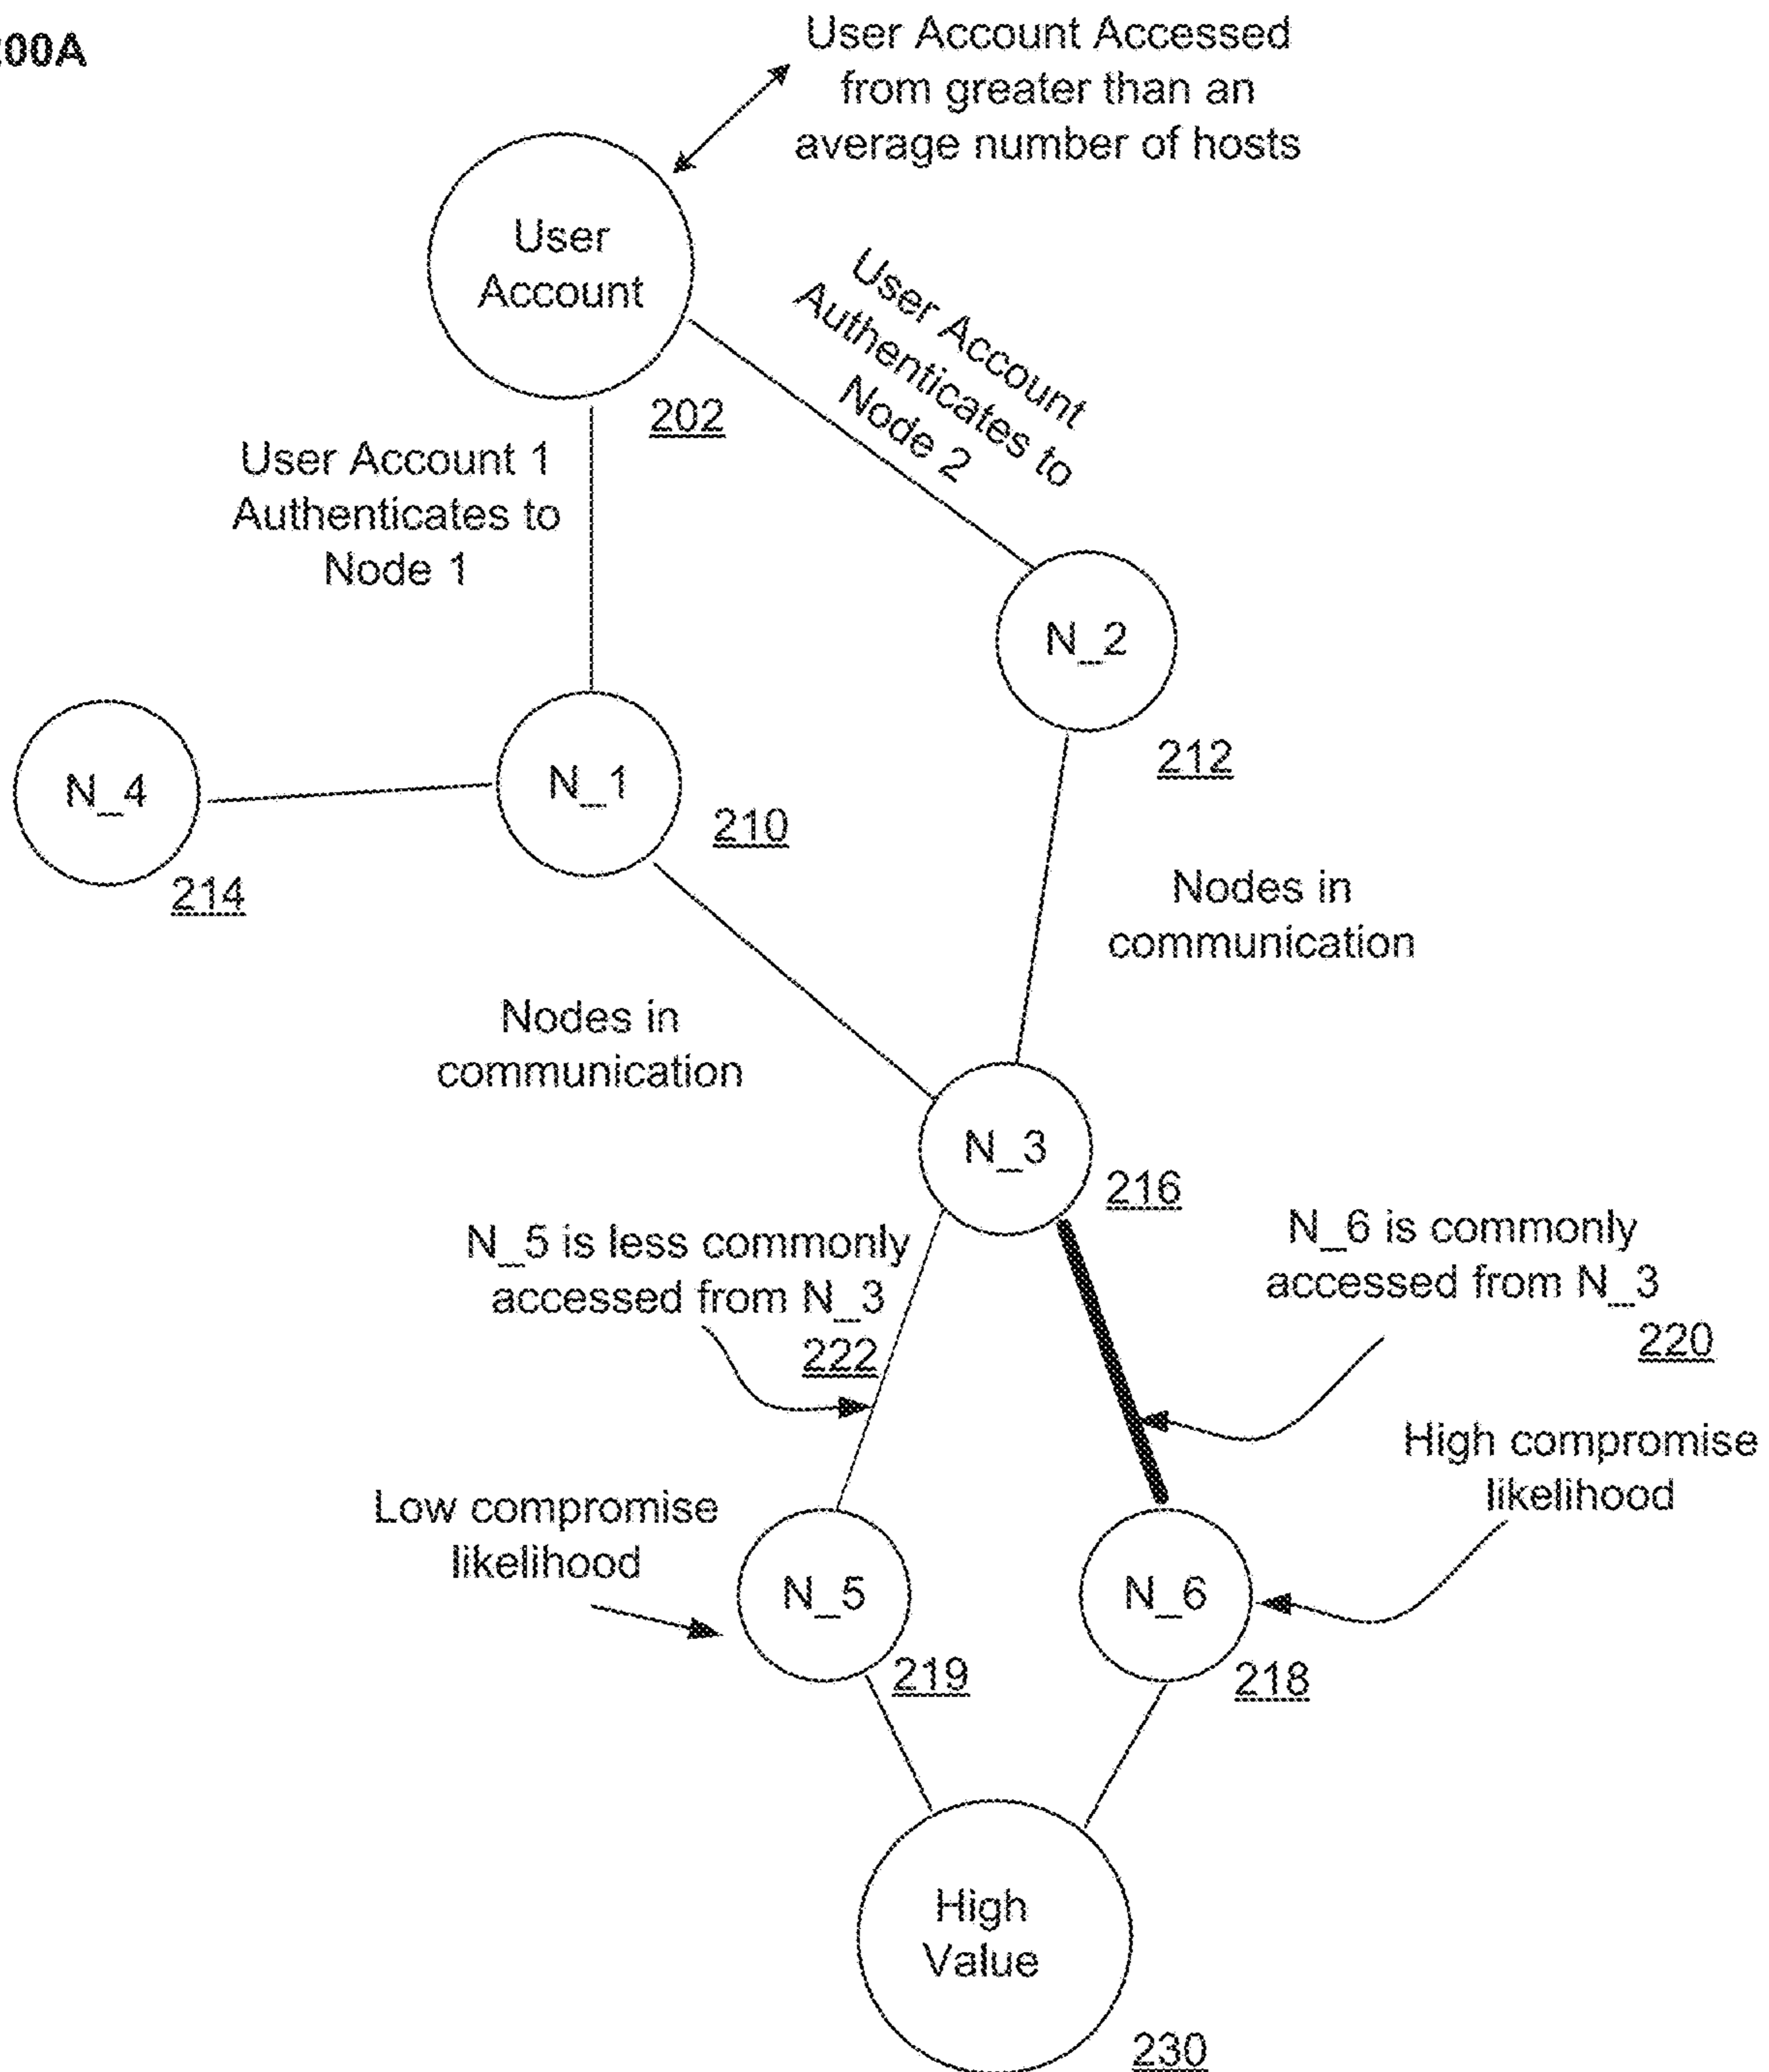 00A
User Account Accessed
from greater than an
average number of hosts
User
Account
202
User Account
Authenticates to
Node 2
User Account 1
Authenticates to
Node 1
N_2
212
N_4
214
N_1
210
Nodes in
communication
Nodes in
communication
N_3
216
N_5 is less commonly
accessed from N_3
222
N_6 is commonly
accessed from N_3
220
High compromise
likelihood
Low compromise
likelihood
N_5
219
N_6
218
High
Value
230